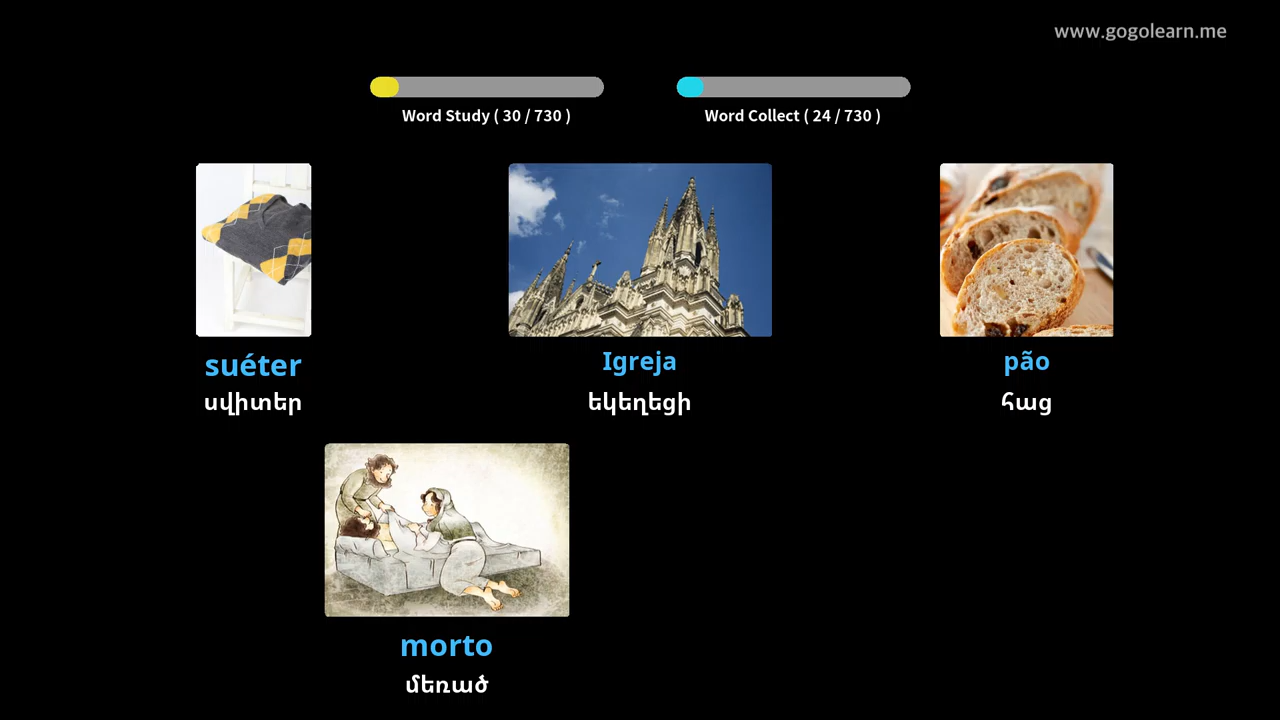 www.gogolearn.me
Word Study ( 30 / 730 )
Word Collect ( 24 / 730 )
suéter
սվիտեր
Igreja
եկեղեցի
pão
հաց
morto
մեռած